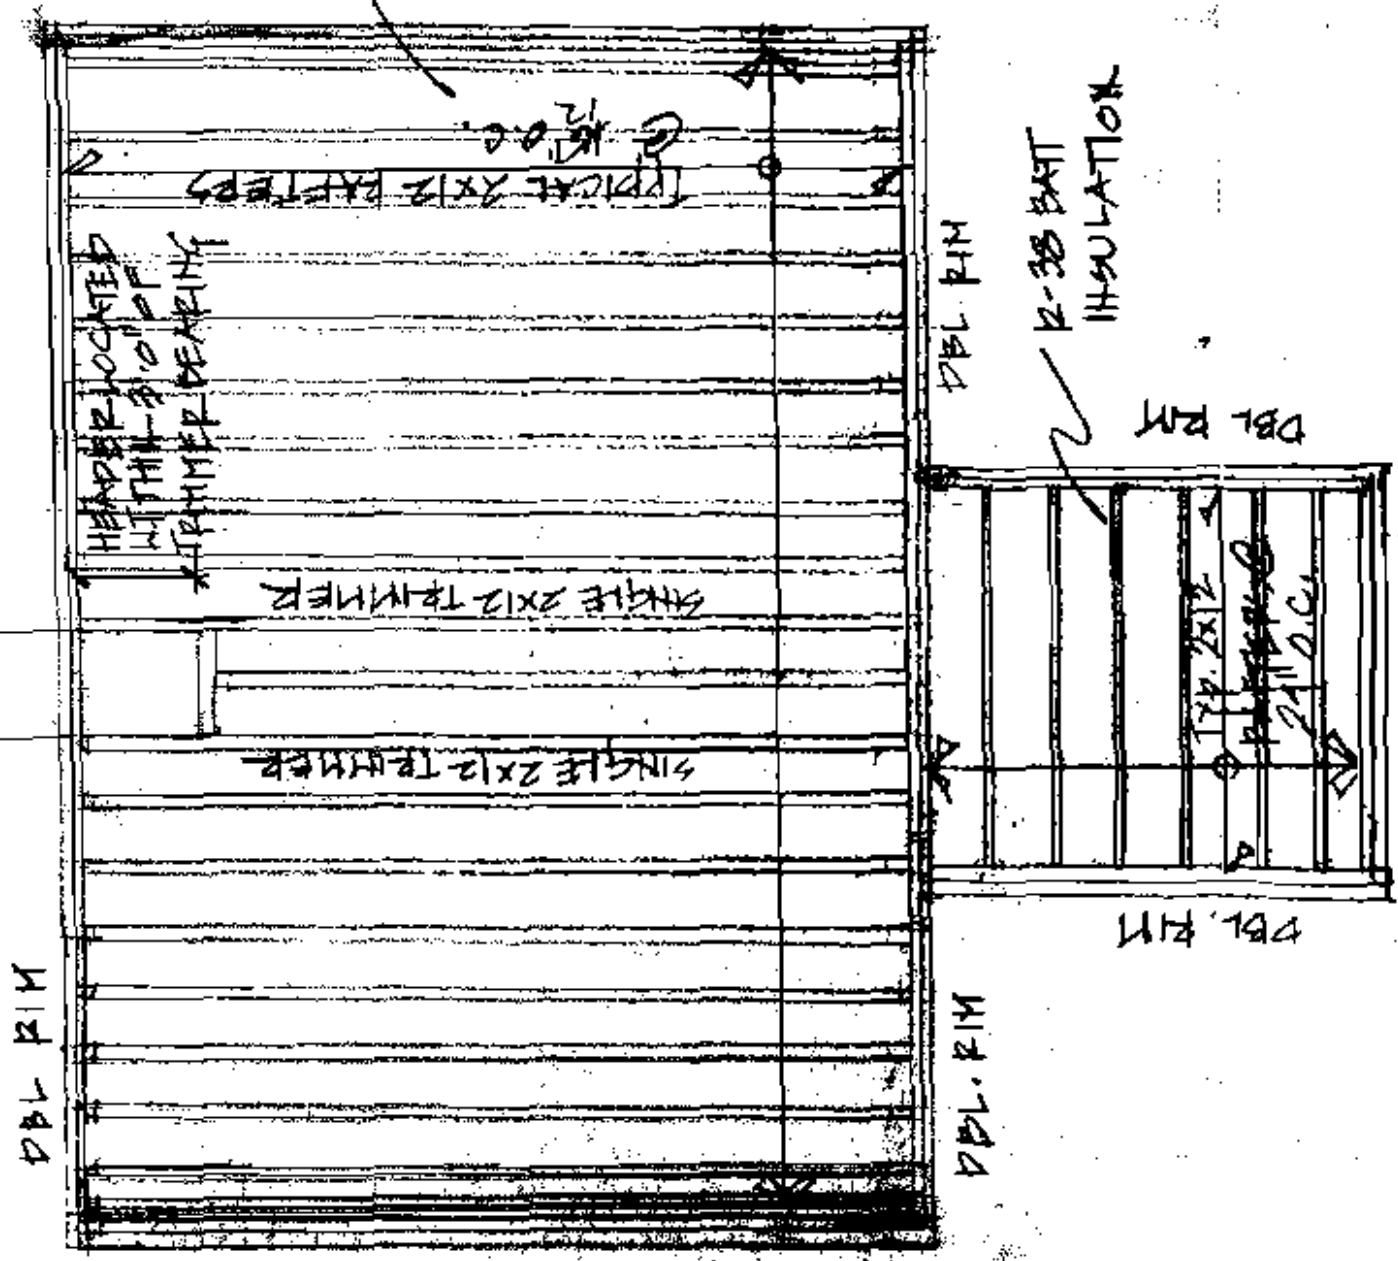 TYPICAL 2X12 RAFTERS
@ 16" O.C.
12
HEADER LOCATED
WITHIN 3'.0" OF
TRIMMER BEARING
SINGLE 2X12 TRIMMER
SINGLE 2X12 TRIMMER
DBL RIM
DBL RIM
DBL. RIM
R-38 BATT
INSULATION
DBL RIM
TYP. 2X12
24" O.C.
DBL. RIM